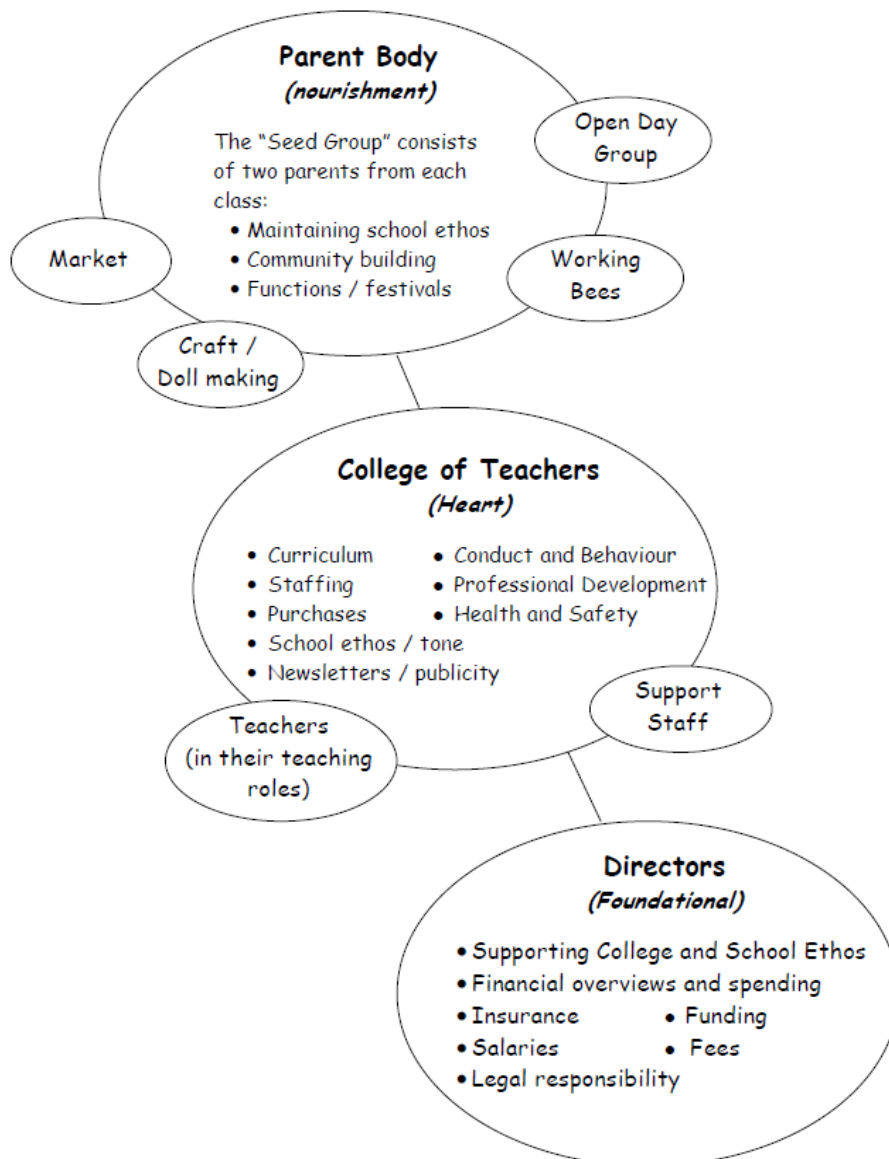 Parent Body
(nourishment)
The “Seed Group” consists
of two parents from each
class:
• Maintaining school ethos
• Community building
• Functions / festivals
Open Day
Group
Market
Working
Bees
Craft /
Doll making
College of Teachers
(Heart)
• Curriculum
• Staffing
• Purchases
• School ethos / tone
• Newsletters / publicity
• Conduct and Behaviour
• Professional Development
• Health and Safety
Teachers
(in their teaching
roles)
Support
Staff
Directors
(Foundational)
• Supporting College and School Ethos
• Financial overviews and spending
• Insurance • Funding
• Salaries • Fees
• Legal responsibility